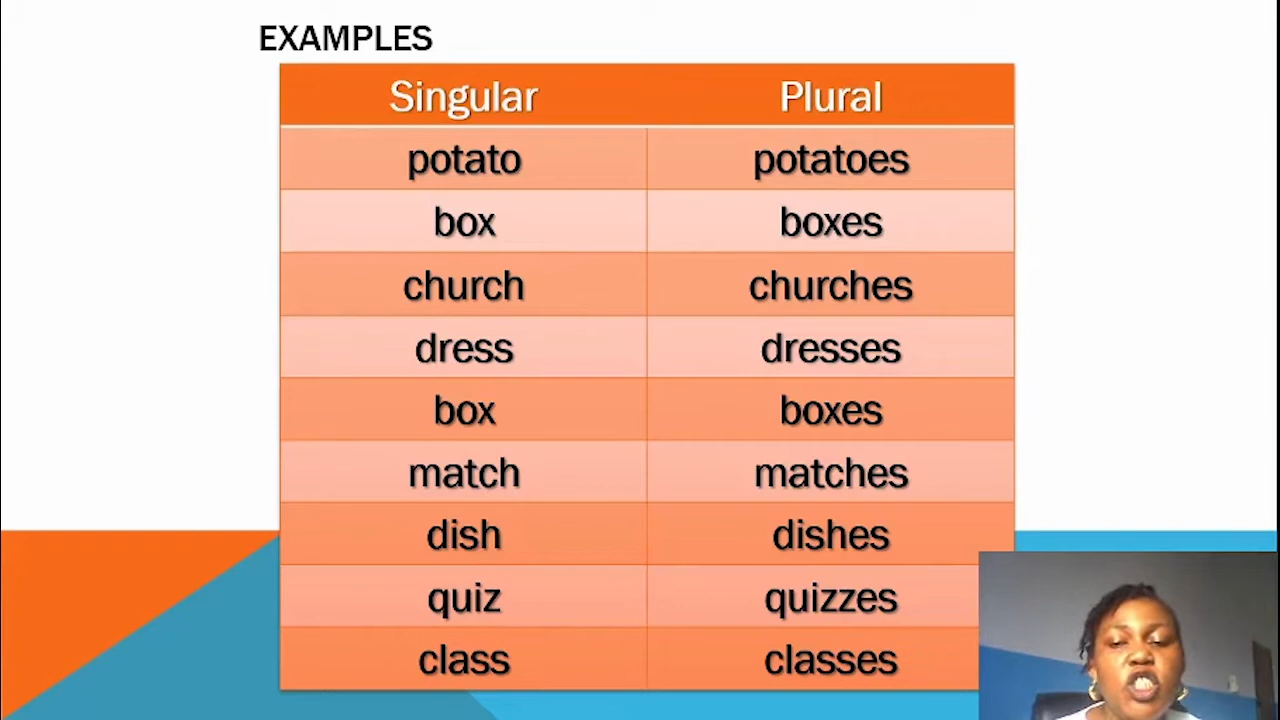 EXAMPLES
Singular Plural
potato potatoes
box boxes
church churches
dress dresses
box boxes
match matches
dish dishes
quiz quizzes
class classes